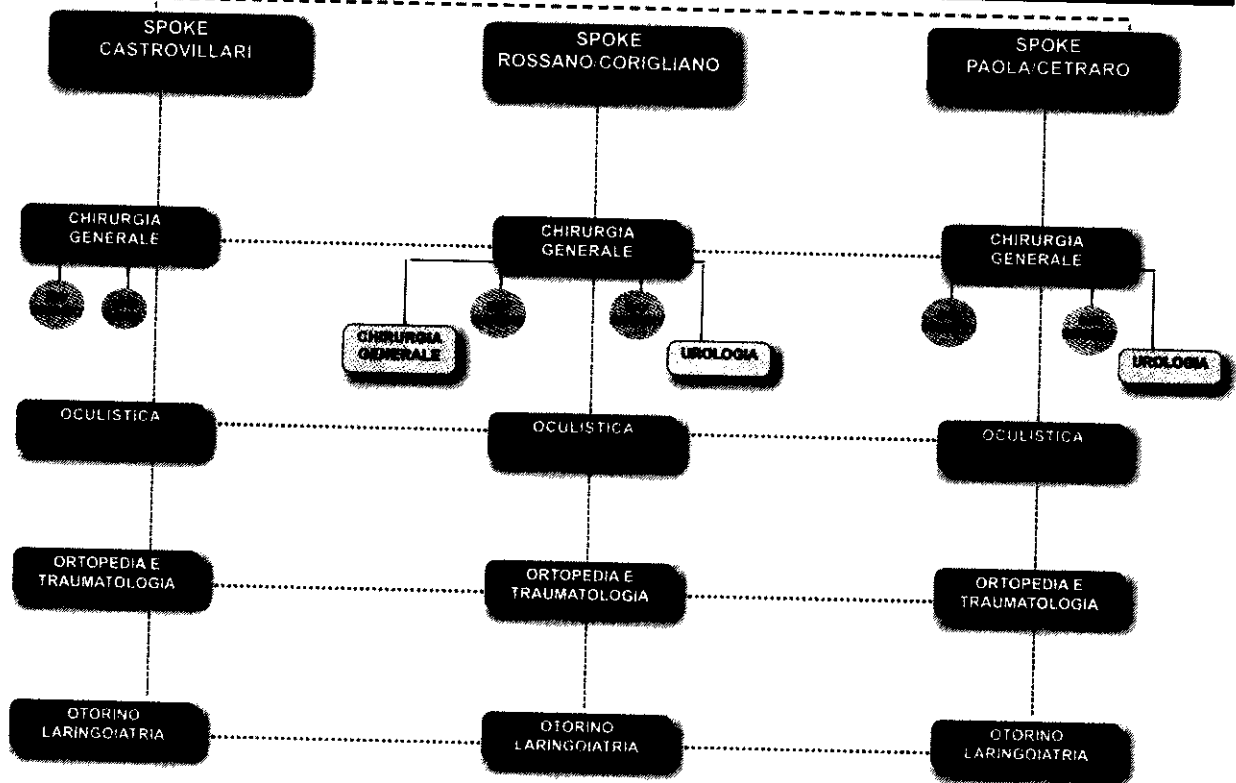 SPOKE
CASTROVILLARI
SPOKE
ROSSANO/CORIGLIANO
SPOKE
PAOLA/CETRARO
CHIRURGIA
GENERALE
CHIRURGIA
GENERALE
CHIRURGIA
GENERALE
CHIRURGIA
GENERALE
UROLOGIA
UROLOGIA
OCULISTICA
OCULISTICA
OCULISTICA
ORTOPEDIA E
TRAUMATOLOGIA
ORTOPEDIA E
TRAUMATOLOGIA
ORTOPEDIA E
TRAUMATOLOGIA
OTORINO
LARINGOIATRIA
OTORINO
LARINGOIATRIA
OTORINO
LARINGOIATRIA